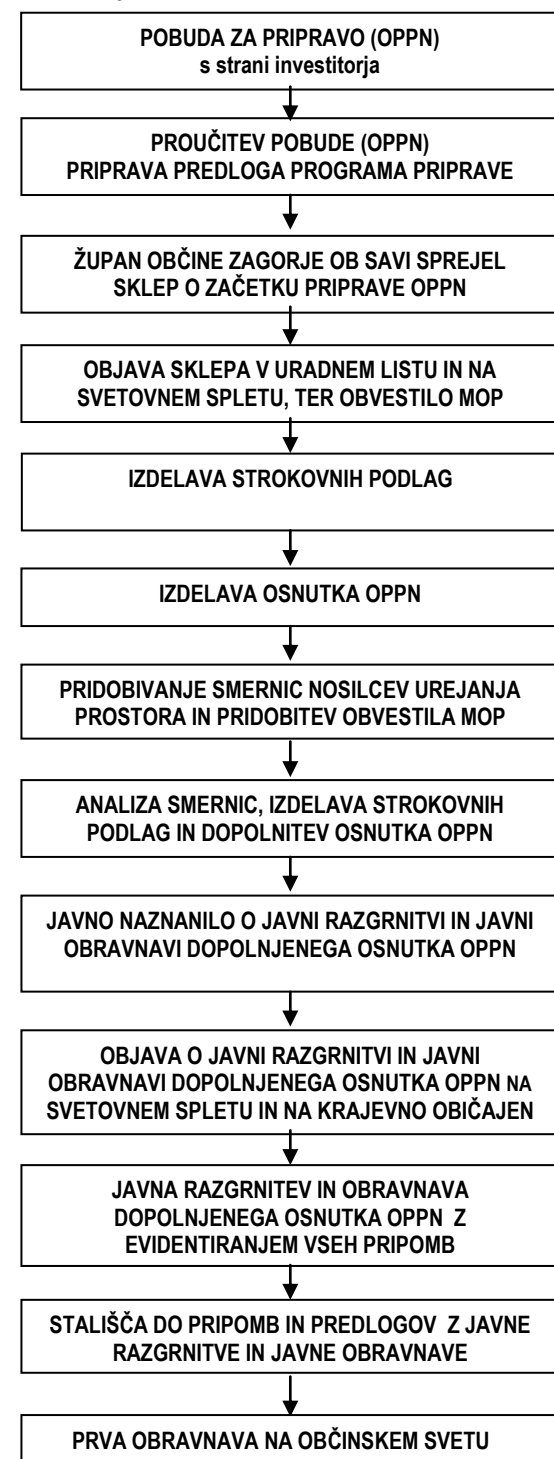 POBUDA ZA PRIPRAVO (OPPN)
s strani investitorja
PROUČITEV POBUDE (OPPN)
PRIPRAVA PREDLOGA PROGRAMA PRIPRAVE
ŽUPAN OBČINE ZAGORJE OB SAVI SPREJEL
SKLEP O ZAČETKU PRIPRAVE OPPN
OBJAVA SKLEPA V URADNEM LISTU IN NA
SVETOVNEM SPLETU, TER OBVESTILO MOP
IZDELAVA STROKOVNIH PODLAG
IZDELAVA OSNUTKA OPPN
PRIDOBIVANJE SMERNIC NOSILCEV UREJANJA
PROSTORA IN PRIDOBITEV OBVESTILA MOP
ANALIZA SMERNIC, IZDELAVA STROKOVNIH
PODLAG IN DOPOLNITEV OSNUTKA OPPN
JAVNO NAZNANILO O JAVNI RAZGRNITVI IN JAVNI
OBRAVNAVI DOPOLNJENEGA OSNUTKA OPPN
OBJAVA O JAVNI RAZGRNITVI IN JAVNI
OBRAVNAVI DOPOLNJENEGA OSNUTKA OPPN NA
SVETOVNEM SPLETU IN NA KRAJEVNO OBIČAJEN
JAVNA RAZGRNITEV IN OBRAVNAVA
DOPOLNJENEGA OSNUTKA OPPN Z
EVIDENTIRANJEM VSEH PRIPOMB
STALIŠČA DO PRIPOMB IN PREDLOGOV Z JAVNE
RAZGRNITVE IN JAVNE OBRAVNAVE
PRVA OBRAVNAVA NA OBČINSKEM SVETU